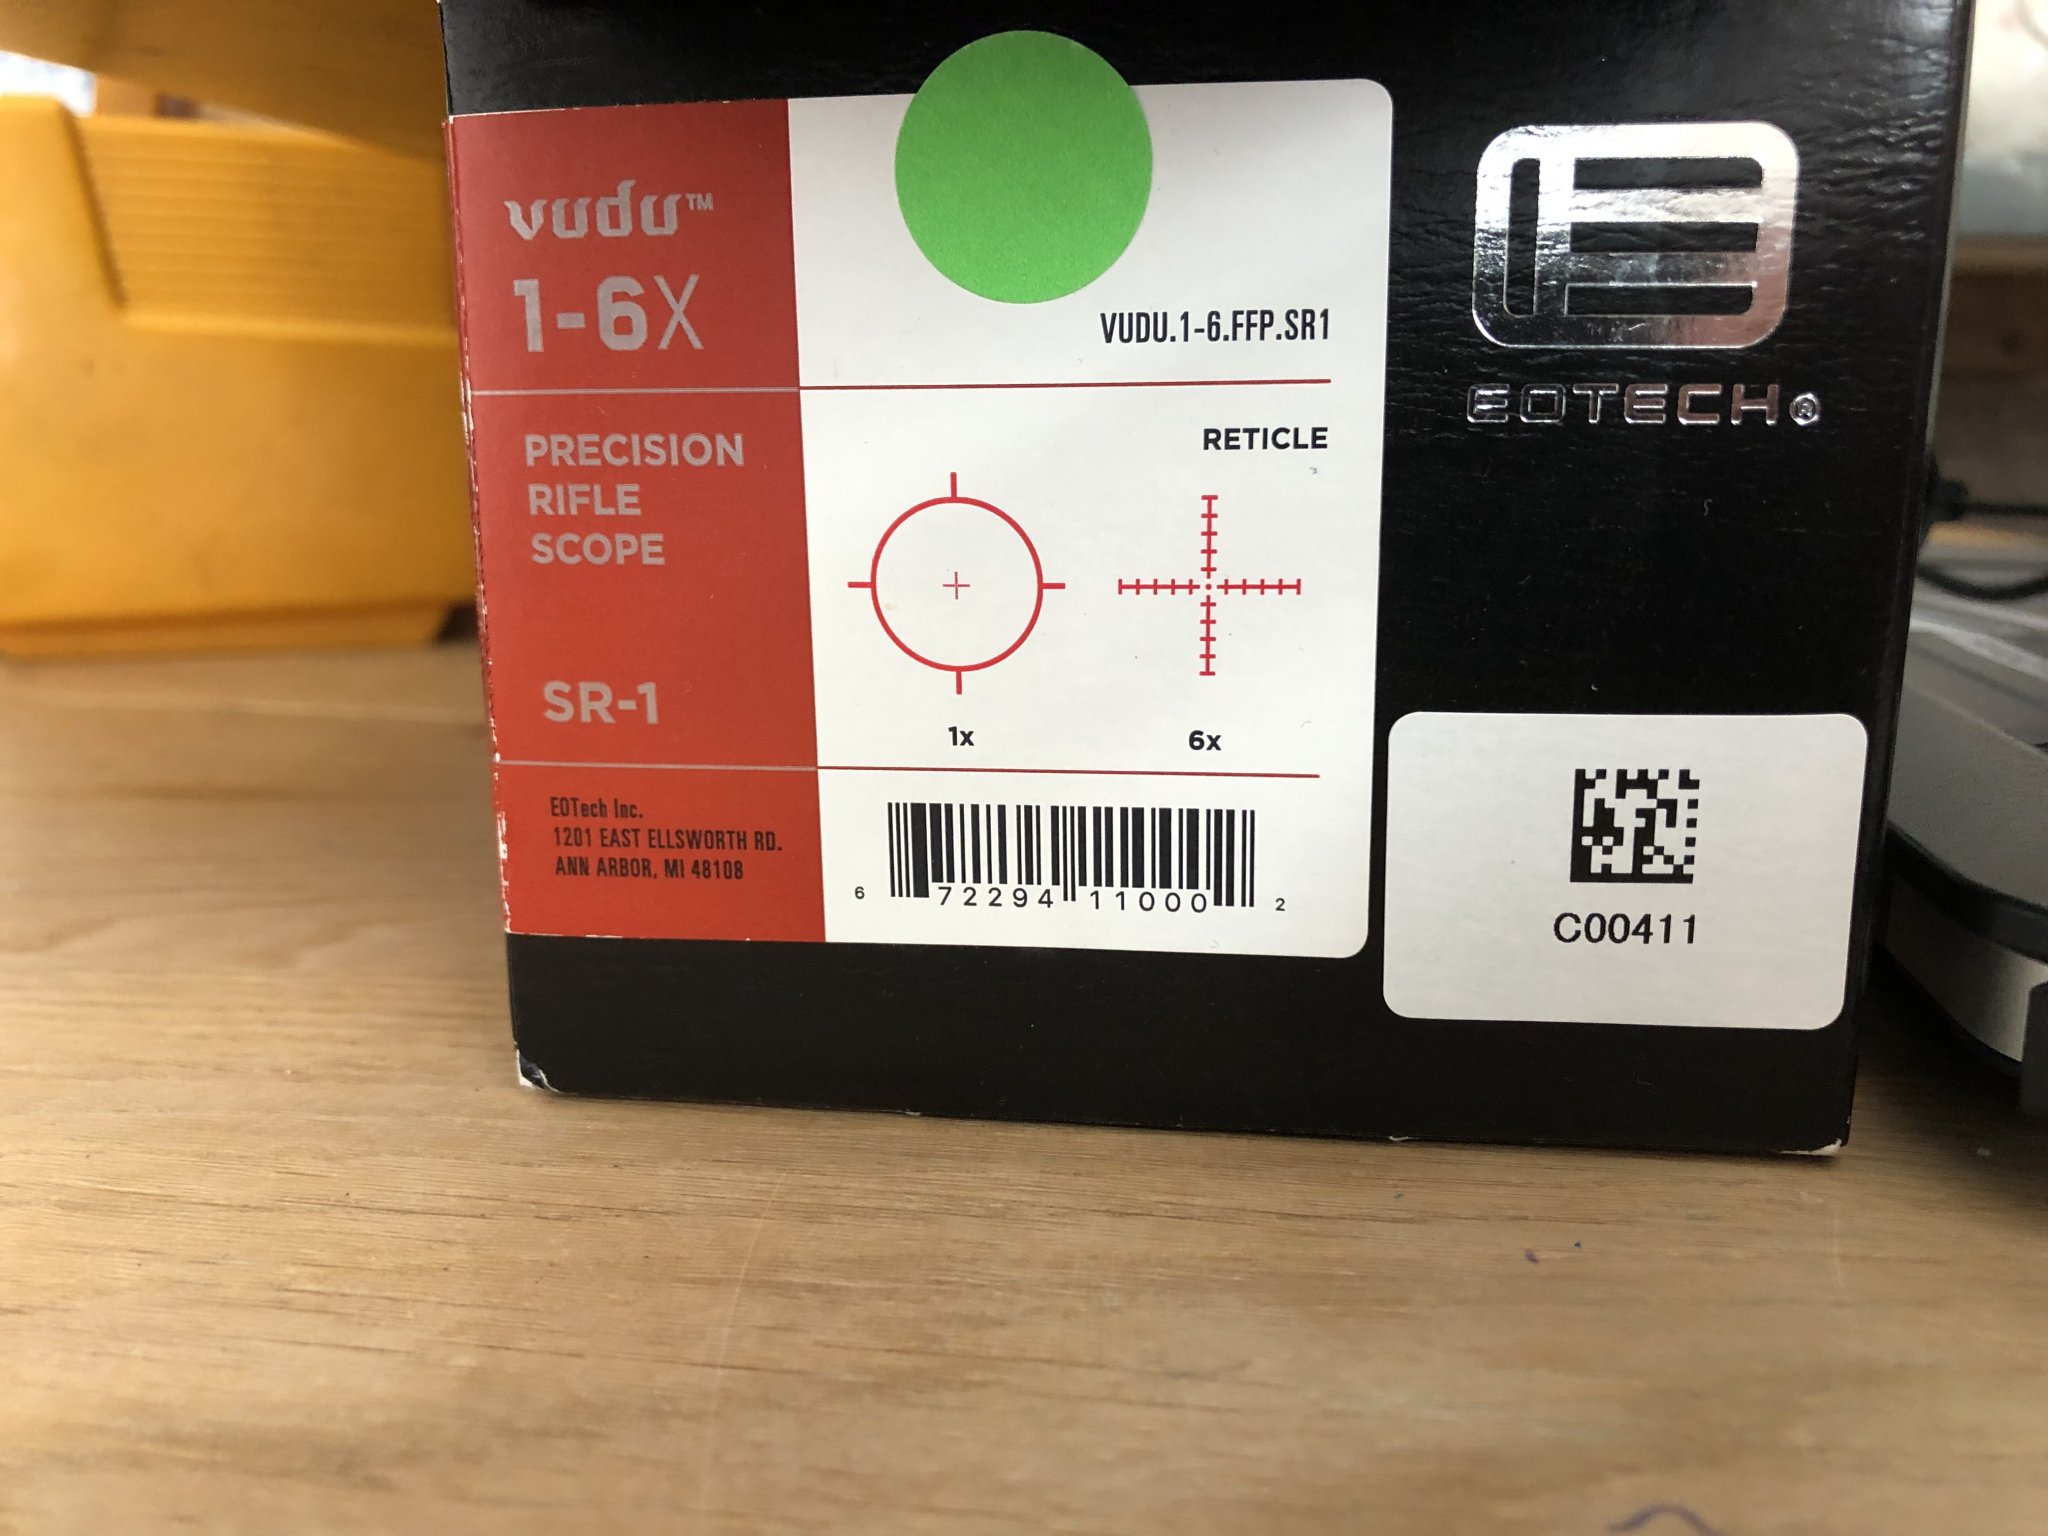 vudu™
1-6X
VUDU.1-6.FFP.SR1
PRECISION
RIFLE
SCOPE
SR-1
RETICLE
1x
6x
EOTech Inc.
1201 EAST ELLSWORTH RD.
ANN ARBOR, MI 48108
6 72294 11000 2
EOTECH®
C00411